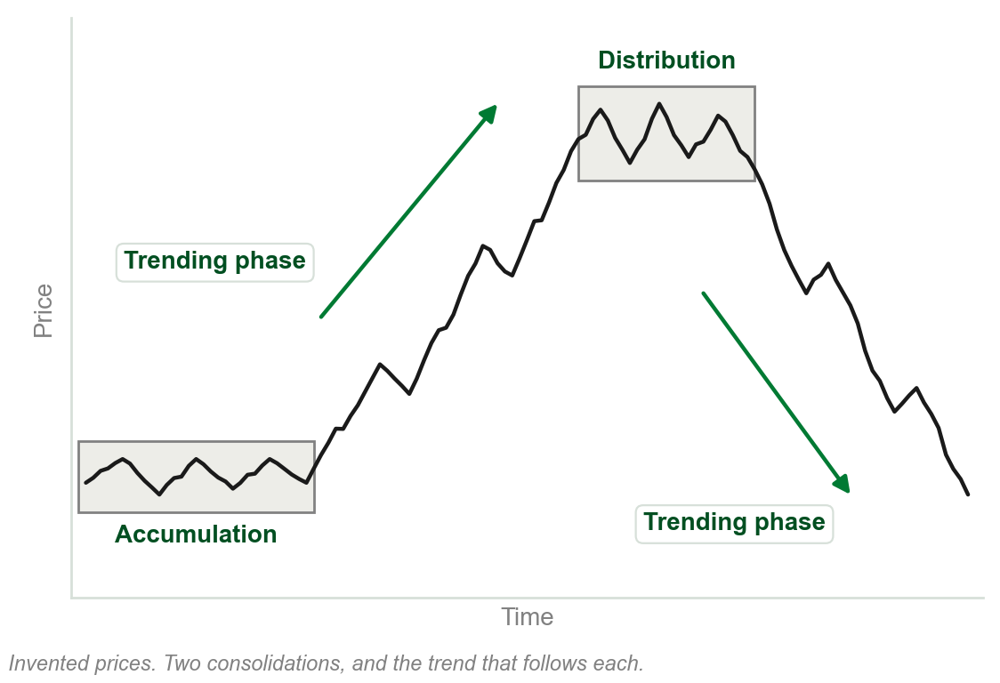 Distribution
Trending phase
Price
Accumulation
Trending phase
Time
Invented prices. Two consolidations, and the trend that follows each.